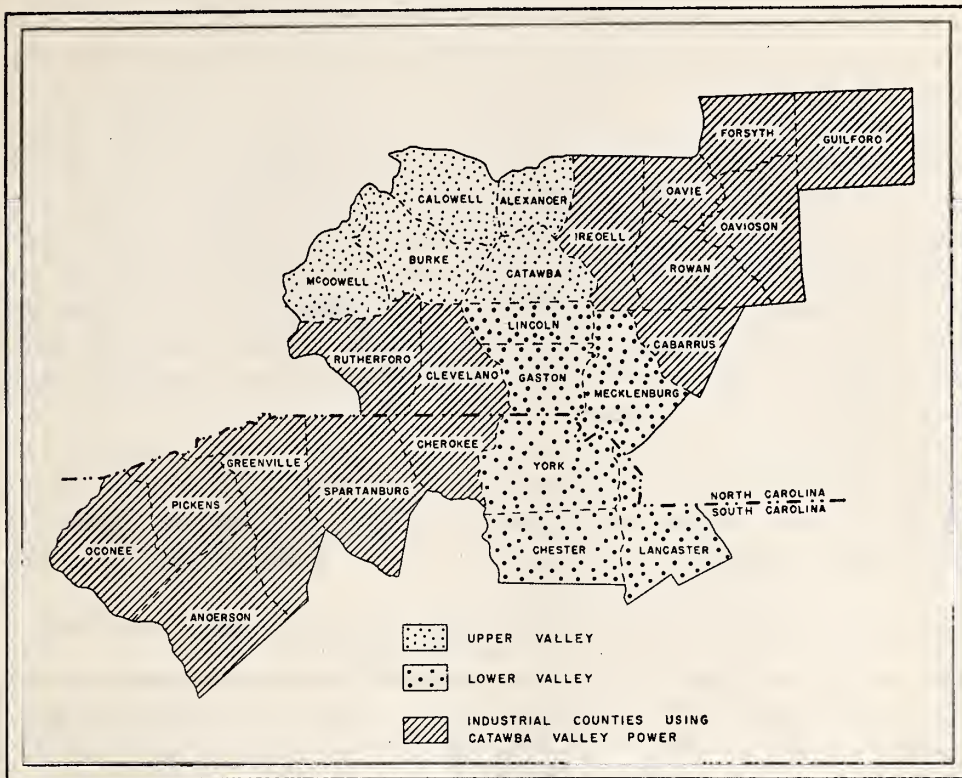 FORSYTH
GUILFORD
DAVIE
CALDWELL
ALEXANDER
DAVIDSON
IREDELL
BURKE
ROWAN
CATAWBA
McDOWELL
LINCOLN
CABARRUS
RUTHERFORD
GASTON
CLEVELAND
MECKLENBURG
CHEROKEE
GREENVILLE
YORK
SPARTANBURG
PICKENS
NORTH CAROLINA
SOUTH CAROLINA
OCONEE
CHESTER
LANCASTER
ANDERSON
UPPER VALLEY
LOWER VALLEY
INDUSTRIAL COUNTIES USING
CATAWBA VALLEY POWER